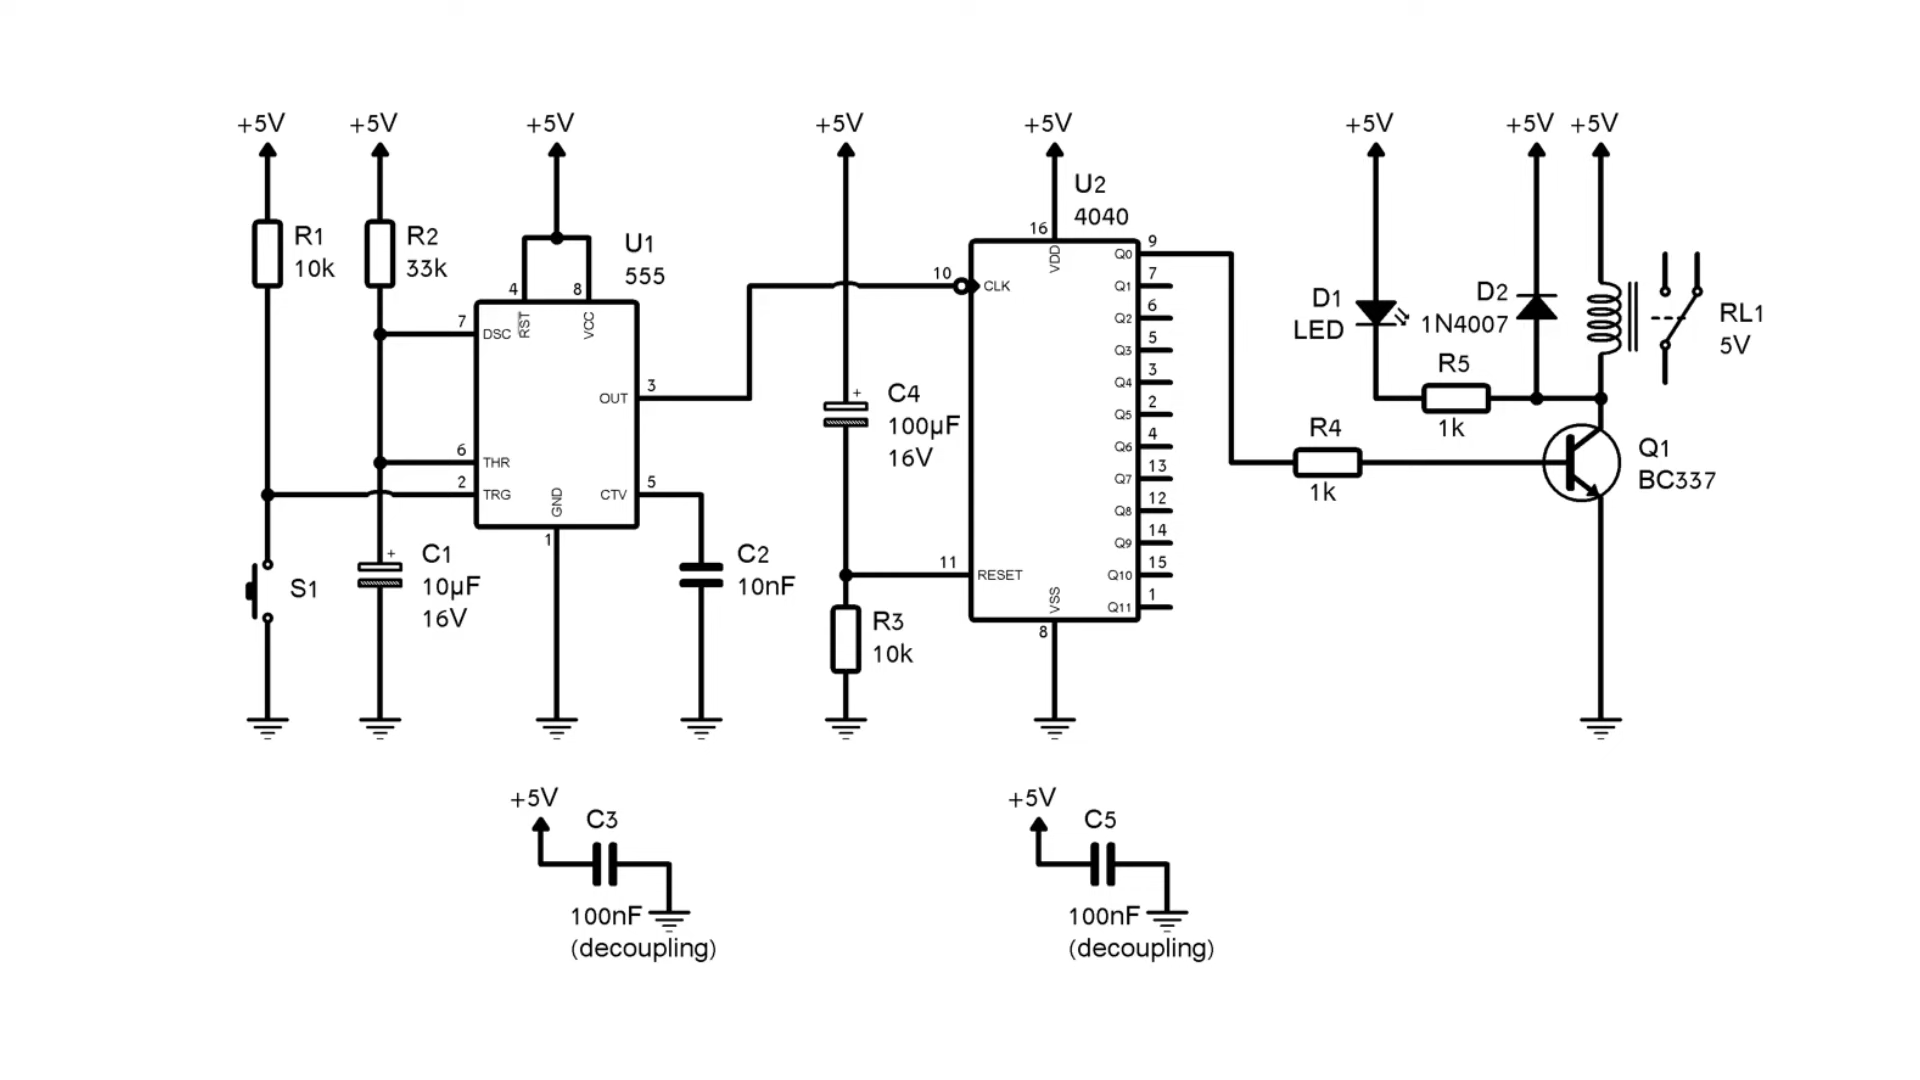 +5V
+5V
+5V
+5V
+5V
+5V
+5V
+5V
R1
10k
R2
33k
U1
555
4
8
7
DSC
RST
VCC
OUT
3
6
THR
2
TRG
GND
CTV
5
1
S1
C1
+
10µF
16V
C2
10nF
+
C4
100µF
16V
R3
10k
U2
4040
16
VDD
10
CLK
11
RESET
VSS
8
Q0
9
Q1
7
Q2
6
Q3
5
Q4
3
Q5
2
Q6
4
Q7
13
Q8
12
Q9
14
Q10
15
Q11
1
D1
LED
D2
1N4007
R5
1k
R4
1k
RL1
5V
Q1
BC337
+5V
C3
100nF
(decoupling)
+5V
C5
100nF
(decoupling)